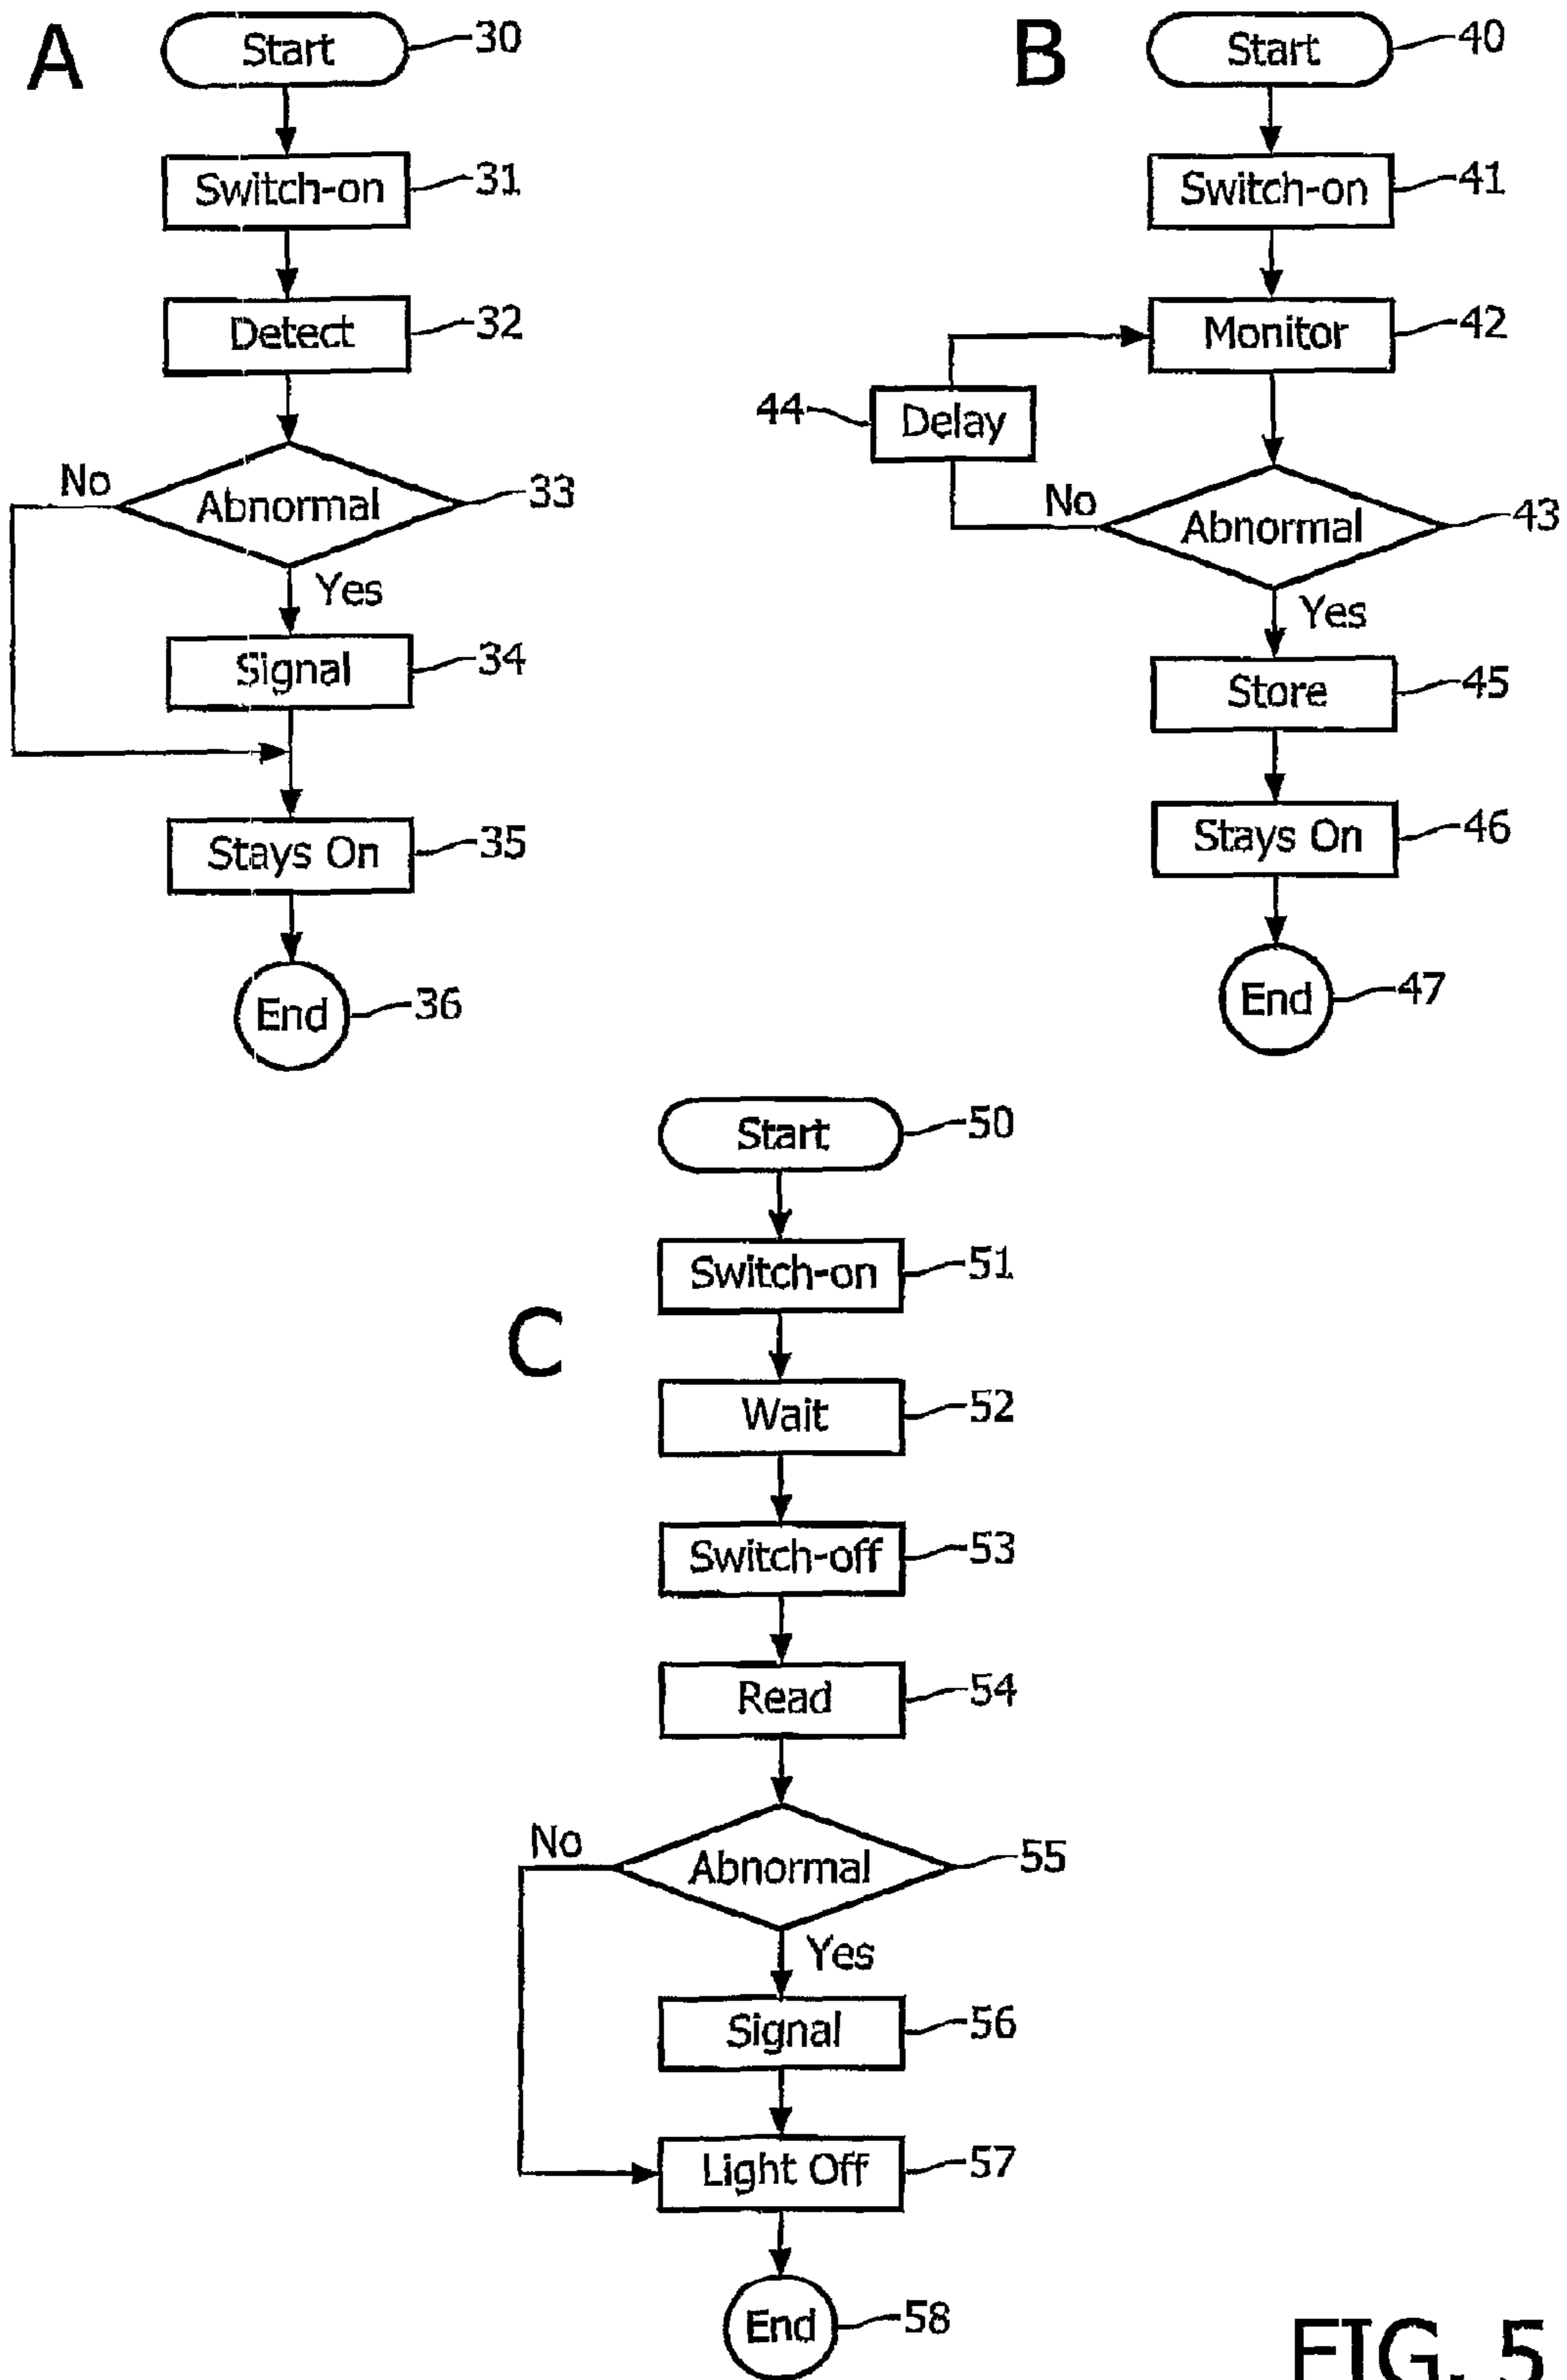 A
Start 30
Switch-on 31
Detect 32
No
Abnormal 33
Yes
Signal 34
Stays On 35
End 36
B
Start 40
Switch-on 41
Monitor 42
44 Delay
No
Abnormal 43
Yes
Store 45
Stays On 46
End 47
C
Start 50
Switch-on 51
Wait 52
Switch-off 53
Read 54
No
Abnormal 55
Yes
Signal 56
Light Off 57
End 58
FIG. 5